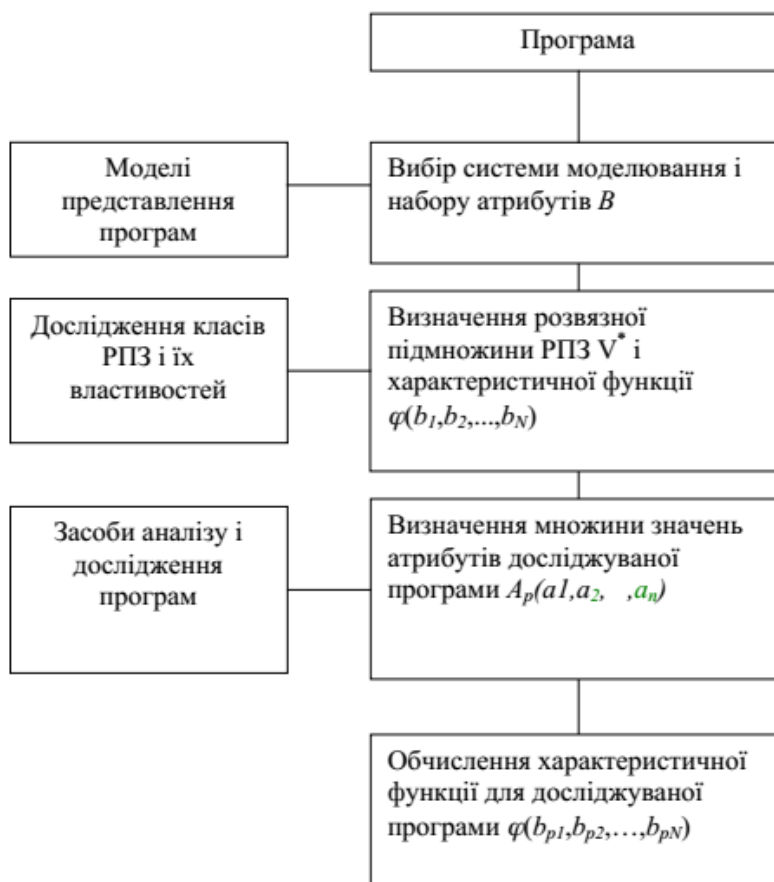 Програма
Моделі
представлення
програм
Вибір системи моделювання і
набору атрибутів B
Дослідження класів
РПЗ і їх
властивостей
Визначення розвязної
підмножини РПЗ V* і
характеристичної функції
φ(b1,b2,...,bN)
Засоби аналізу і
дослідження
програм
Визначення множини значень
атрибутів досліджуваної
програми Ap(a1,a2, ,an)
Обчислення характеристичної
функції для досліджуваної
програми φ(bp1,bp2,…,bpN)